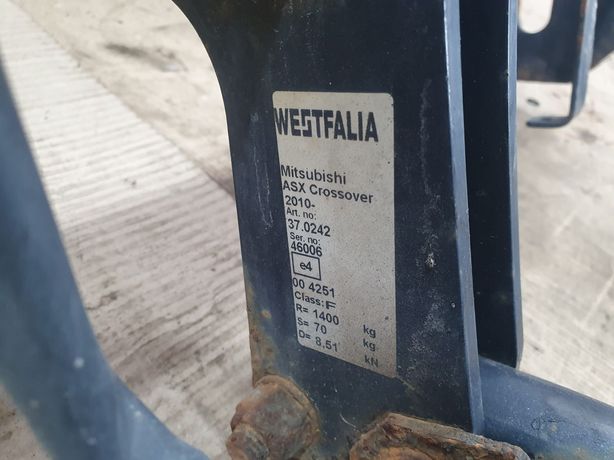 WESTFALIA
Mitsubishi
ASX Crossover
2010-
Art. no:
37.0242
Ser. no:
46006
e4
00 4251
Class: F
R= 1400 kg
S= 70 kg
D= 8.51 kN